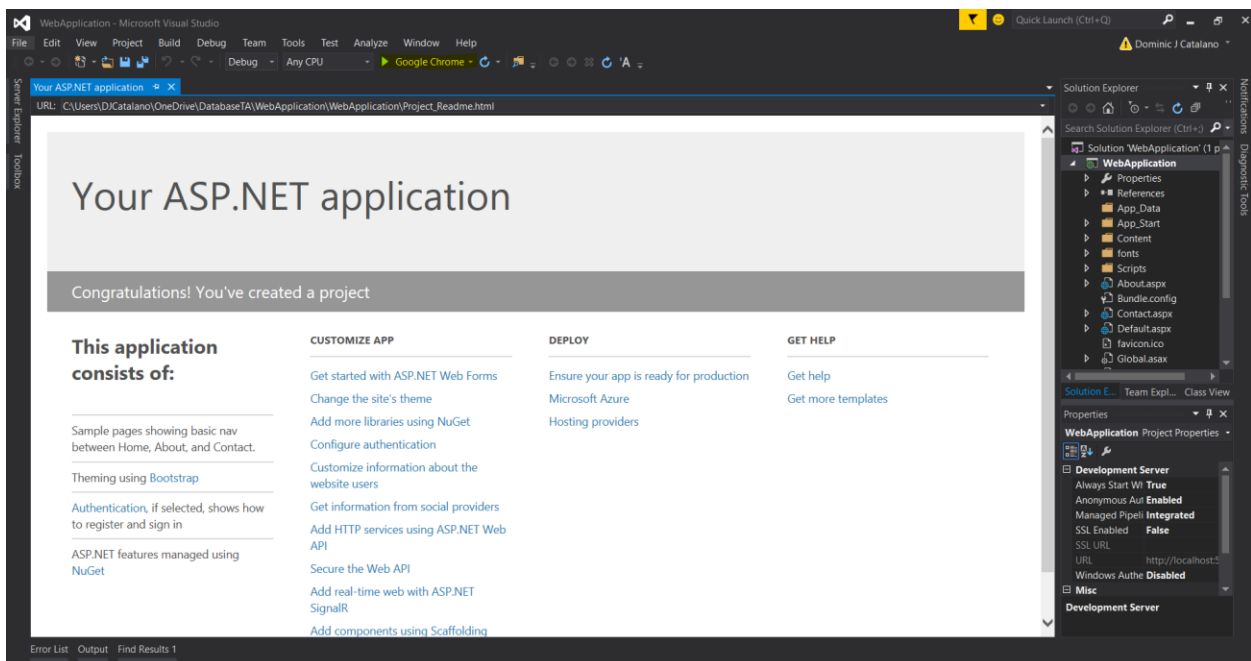 WebApplication - Microsoft Visual Studio
Quick Launch (Ctrl+Q)
File Edit View Project Build Debug Team Tools Test Analyze Window Help
Dominic J Catalano
Debug Any CPU Google Chrome
Server Explorer
Toolbox
Your ASP.NET application
URL: C:\Users\DJCatalano\OneDrive\DatabaseTA\WebApplication\WebApplication\Project_Readme.html
Your ASP.NET application
Congratulations! You've created a project
This application
consists of:
Sample pages showing basic nav
between Home, About, and Contact.
Theming using Bootstrap
Authentication, if selected, shows how
to register and sign in
ASP.NET features managed using
NuGet
CUSTOMIZE APP
Get started with ASP.NET Web Forms
Change the site's theme
Add more libraries using NuGet
Configure authentication
Customize information about the
website users
Get information from social providers
Add HTTP services using ASP.NET Web
API
Secure the Web API
Add real-time web with ASP.NET
SignalR
Add components using Scaffolding
DEPLOY
Ensure your app is ready for production
Microsoft Azure
Hosting providers
GET HELP
Get help
Get more templates
Solution Explorer
Search Solution Explorer (Ctrl+;)
Solution 'WebApplication' (1 p
WebApplication
Properties
References
App_Data
App_Start
Content
fonts
Scripts
About.aspx
Bundle.config
Contact.aspx
Default.aspx
favicon.ico
Global.asax
Solution E... Team Expl... Class View
Properties
WebApplication Project Properties
Development Server
Always Start Wi True
Anonymous Aut Enabled
Managed Pipeli Integrated
SSL Enabled False
SSL URL
URL http://localhost:5
Windows Authe Disabled
Misc
Development Server
Notifications
Diagnostic Tools
Error List Output Find Results 1